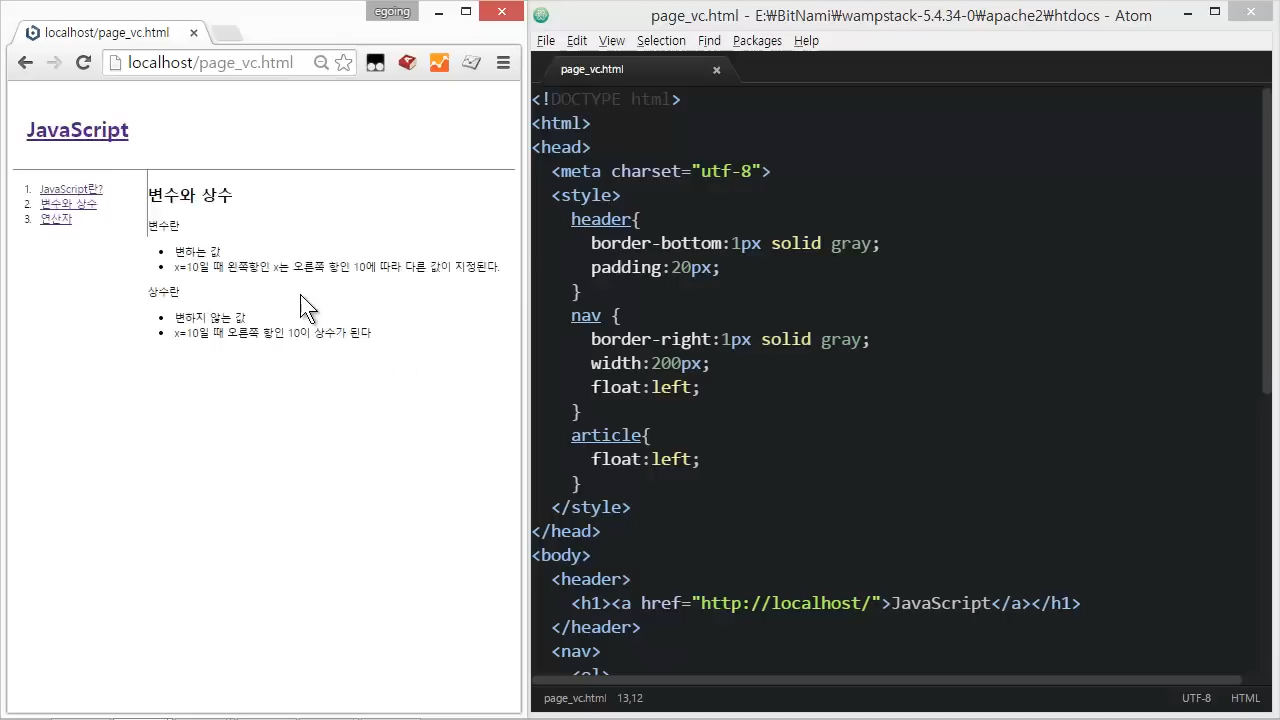 egoing
localhost/page_vc.html
localhost/page_vc.html
JavaScript
1. JavaScript란?
2. 변수와 상수
3. 연산자
변수와 상수
변수란
변하는 값
x=10일 때 왼쪽항인 x는 오른쪽 항인 10에 따라 다른 값이 지정된다.
상수란
변하지 않는 값
x=10일 때 오른쪽 항인 10이 상수가 된다
page_vc.html - E:₩BitNami₩wampstack-5.4.34-0₩apache2₩htdocs - Atom
File Edit View Selection Find Packages Help
page_vc.html
<!DOCTYPE html>
<html>
<head>
<meta charset="utf-8">
<style>
header{
border-bottom:1px solid gray;
padding:20px;
}
nav {
border-right:1px solid gray;
width:200px;
float:left;
}
article{
float:left;
}
</style>
</head>
<body>
<header>
<h1><a href="http://localhost/">JavaScript</a></h1>
</header>
<nav>
<ol>
page_vc.html 13,12
UTF-8 HTML